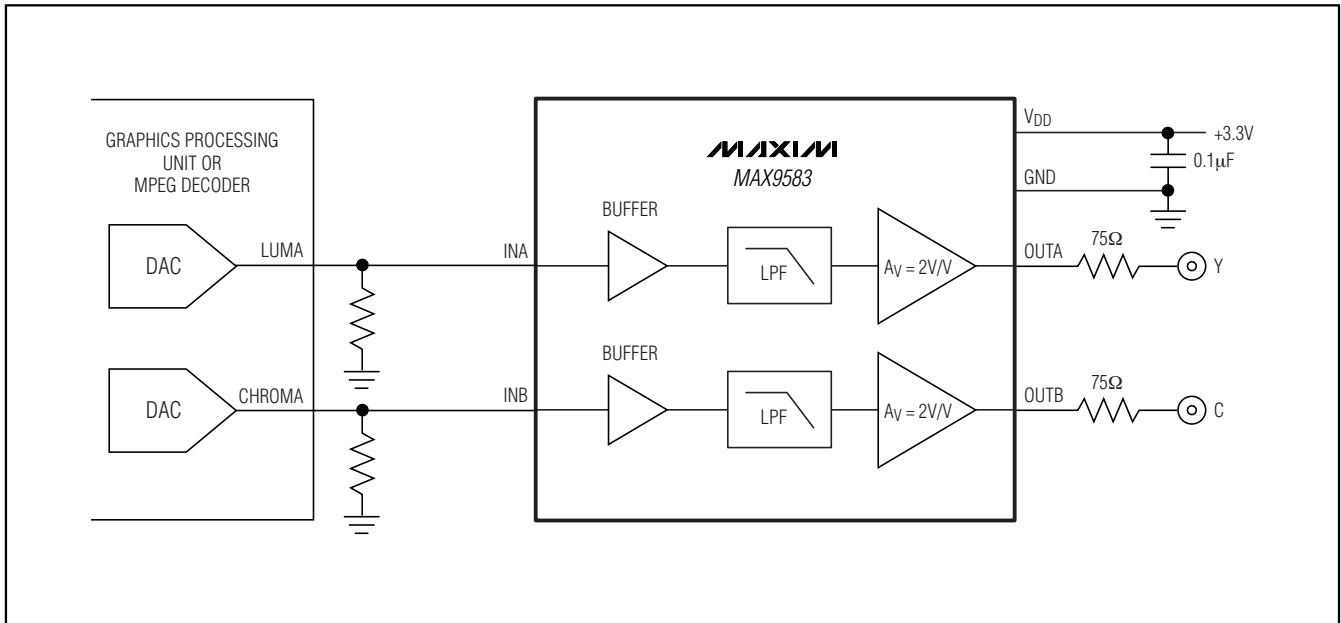 GRAPHICS PROCESSING
UNIT OR
MPEG DECODER
DAC
LUMA
DAC
CHROMA
INA
INB
MAXIM
MAX9583
BUFFER
LPF
AV = 2V/V
BUFFER
LPF
AV = 2V/V
VDD
+3.3V
0.1µF
GND
OUTA
75Ω
Y
OUTB
75Ω
C